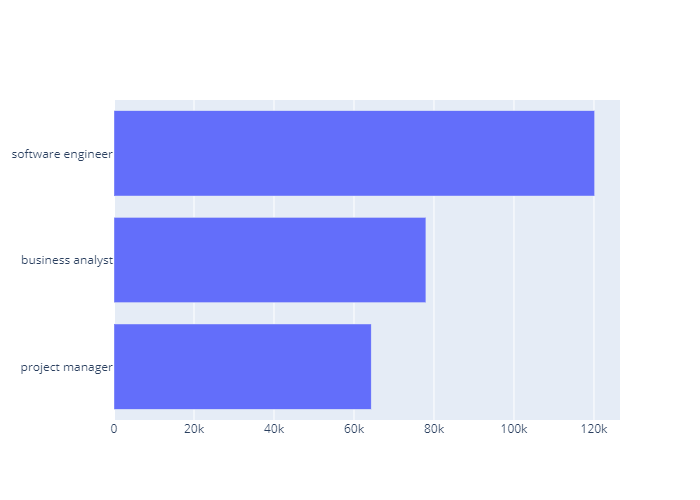 software engineer
business analyst
project manager
0 20k 40k 60k 80k 100k 120k